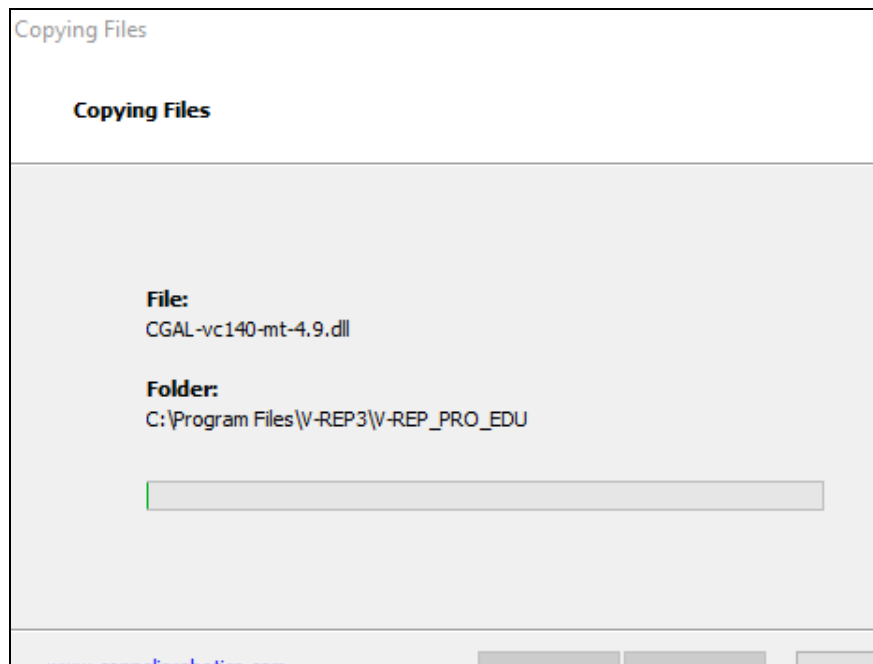 Copying Files
Copying Files
File:
CGAL-vc140-mt-4.9.dll
Folder:
C:\Program Files\V-REP3\V-REP_PRO_EDU